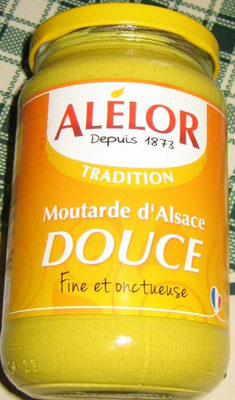 ALÉLOR
Depuis 1873
TRADITION
Moutarde d'Alsace
DOUCE
Fine et onctueuse